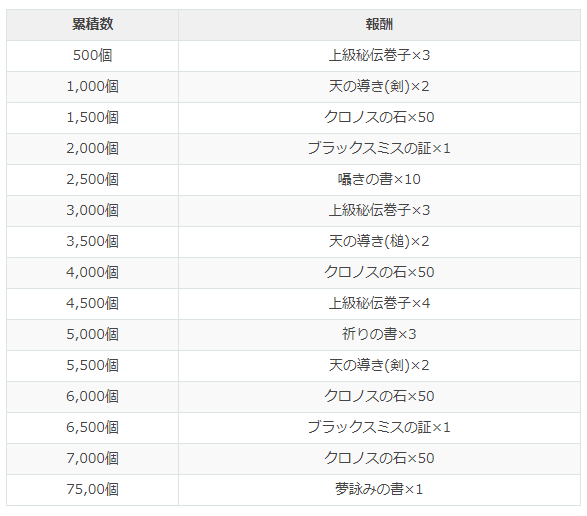 累積数 報酬
500個 上級秘伝巻子×3
1,000個 天の導き(剣)×2
1,500個 クロノスの石×50
2,000個 ブラックスミスの証×1
2,500個 囁きの書×10
3,000個 上級秘伝巻子×3
3,500個 天の導き(槌)×2
4,000個 クロノスの石×50
4,500個 上級秘伝巻子×4
5,000個 祈りの書×3
5,500個 天の導き(剣)×2
6,000個 クロノスの石×50
6,500個 ブラックスミスの証×1
7,000個 クロノスの石×50
75,00個 夢詠みの書×1